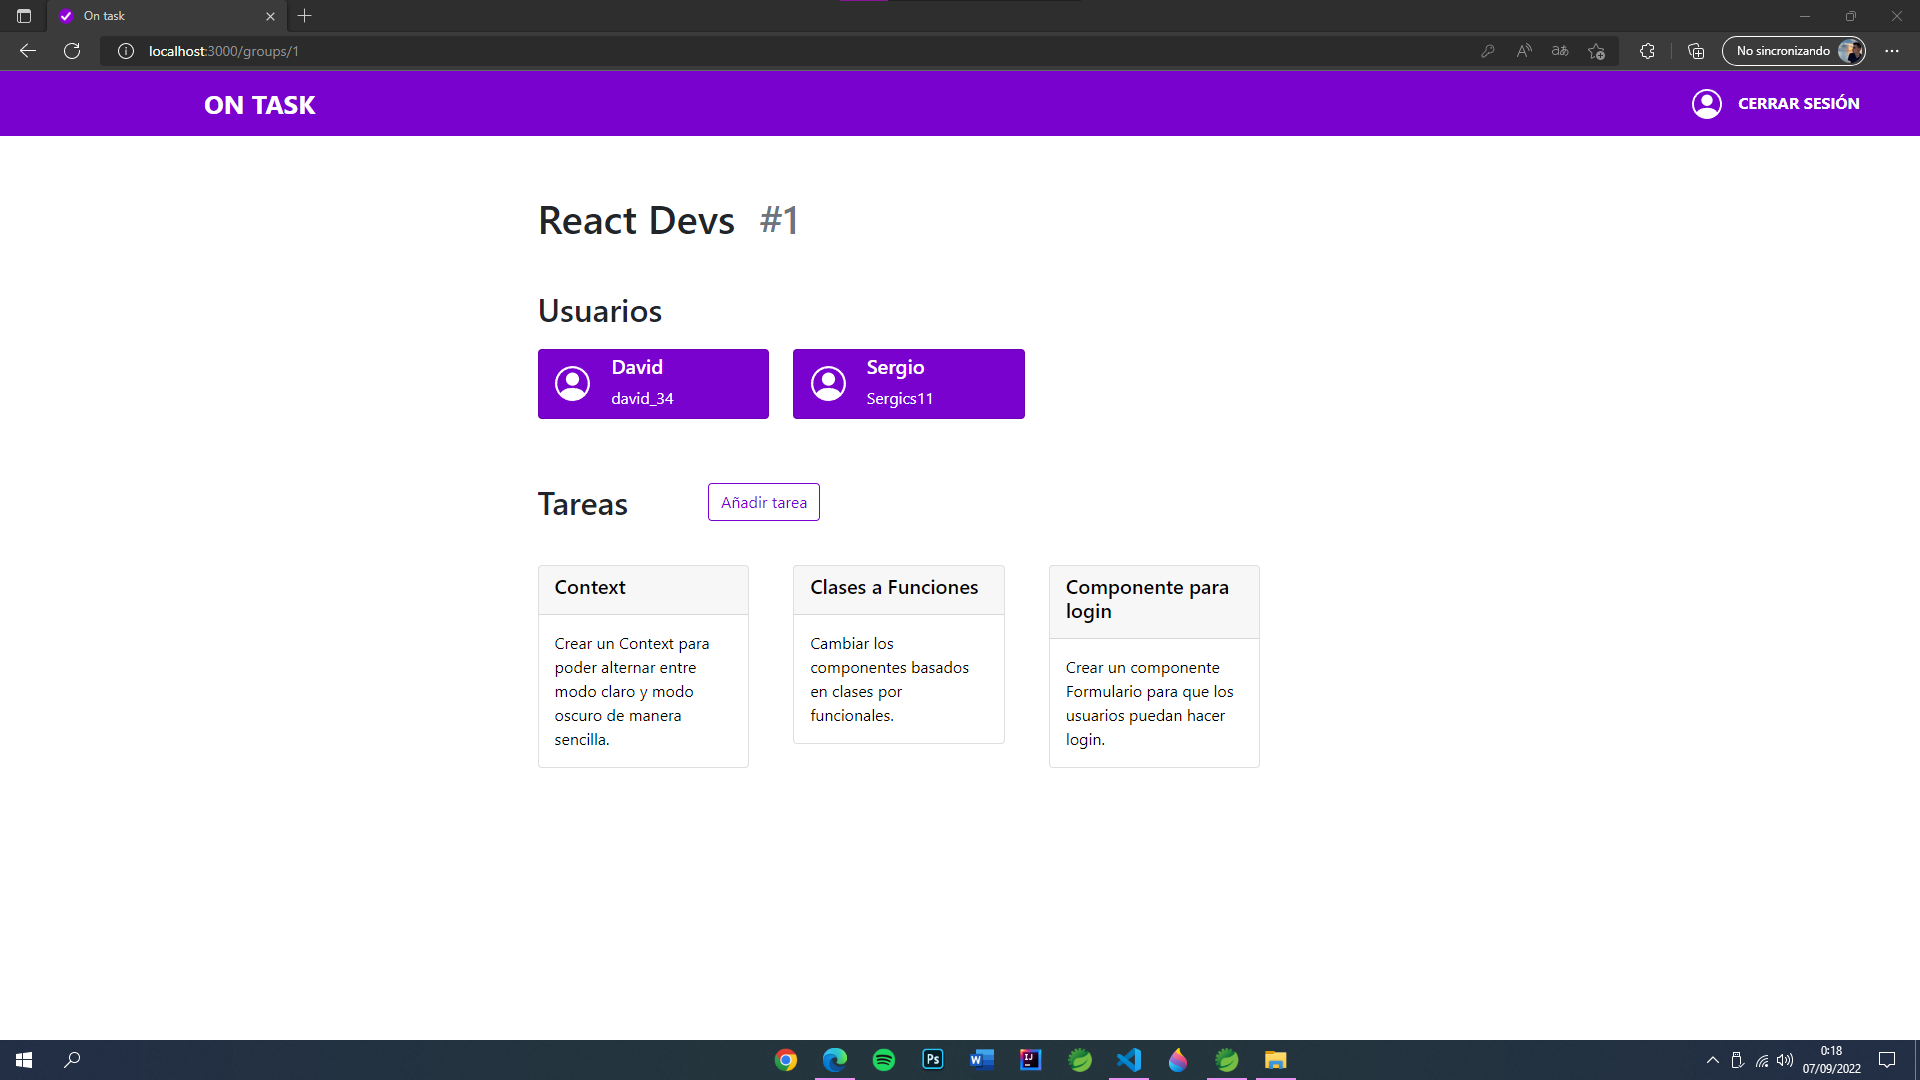 On task
localhost:3000/groups/1
No sincronizando
ON TASK
CERRAR SESIÓN
React Devs #1
Usuarios
David
david_34
Sergio
Sergics11
Tareas
Añadir tarea
Context
Crear un Context para
poder alternar entre
modo claro y modo
oscuro de manera
sencilla.
Clases a Funciones
Cambiar los
componentes basados
en clases por
funcionales.
Componente para
login
Crear un componente
Formulario para que los
usuarios puedan hacer
login.
0:18
07/09/2022